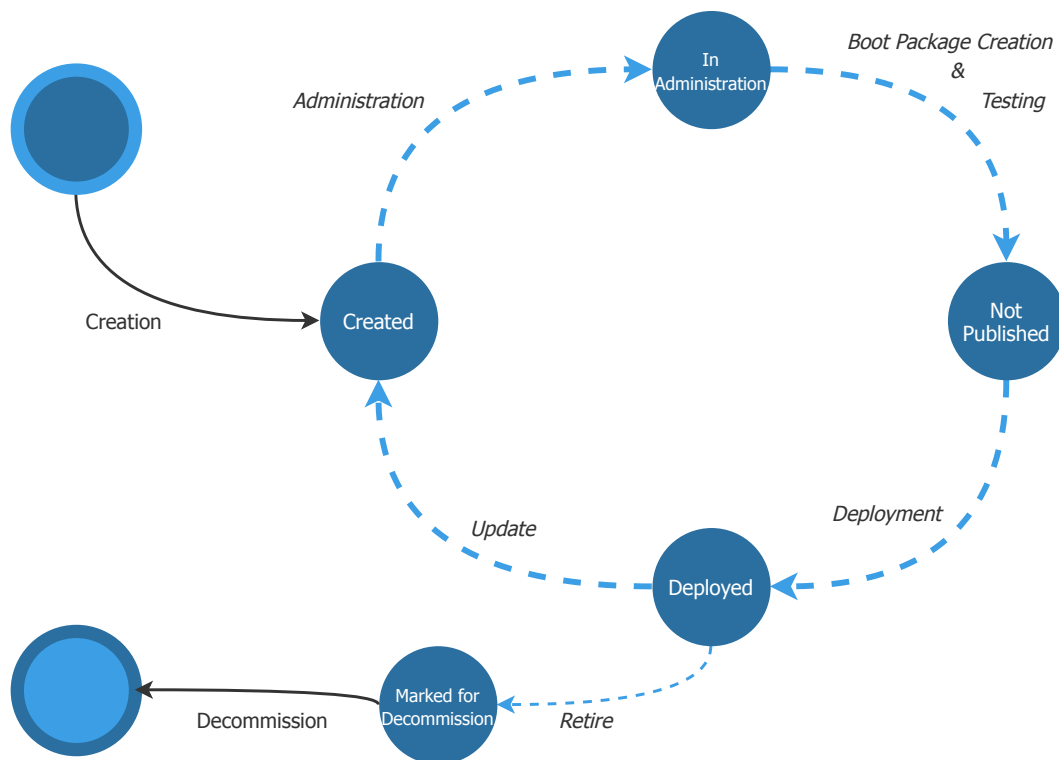 In
Administration
Boot Package Creation
&
Testing
Administration
Creation
Created
Not
Published
Update
Deployment
Deployed
Marked for
Decommission
Decommission
Retire